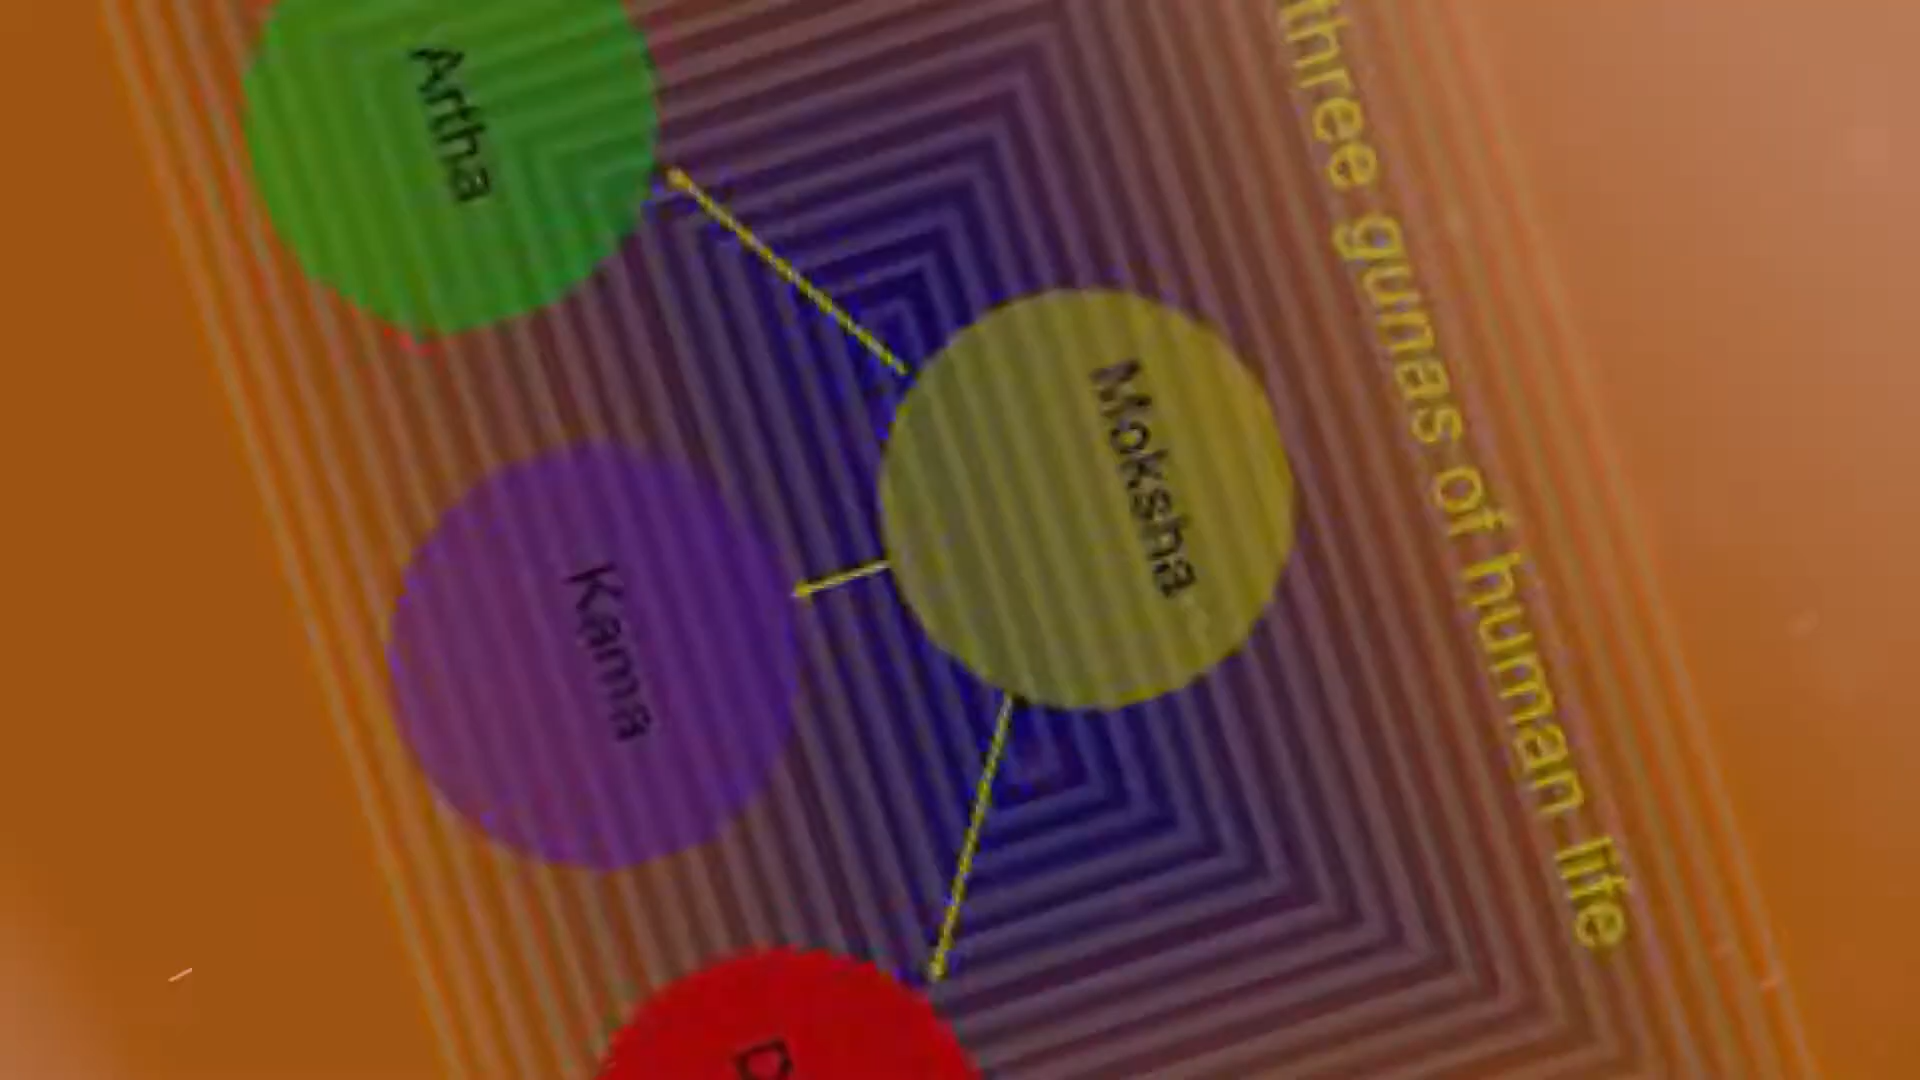 three gunas of human life
Moksha
Artha
Kama
D